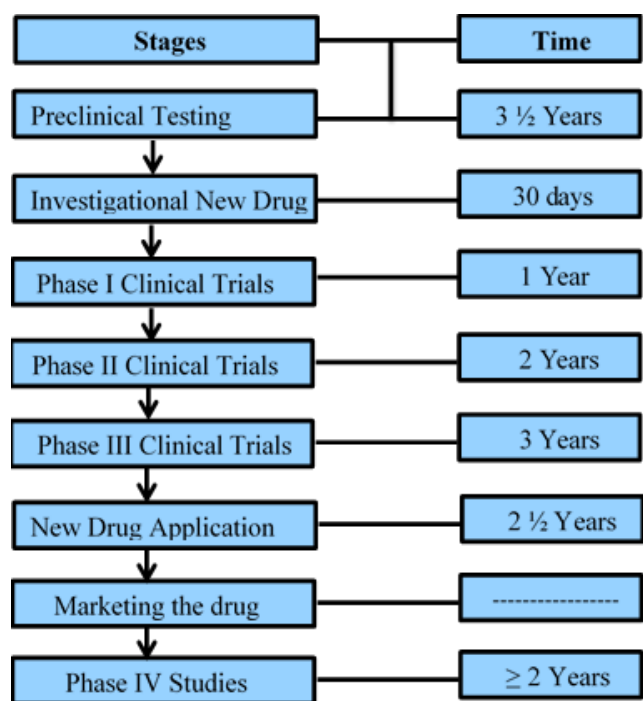 Stages
Time
Preclinical Testing
3 ½ Years
Investigational New Drug
30 days
Phase I Clinical Trials
1 Year
Phase II Clinical Trials
2 Years
Phase III Clinical Trials
3 Years
New Drug Application
2 ½ Years
Marketing the drug
-----------------
Phase IV Studies
≥ 2 Years